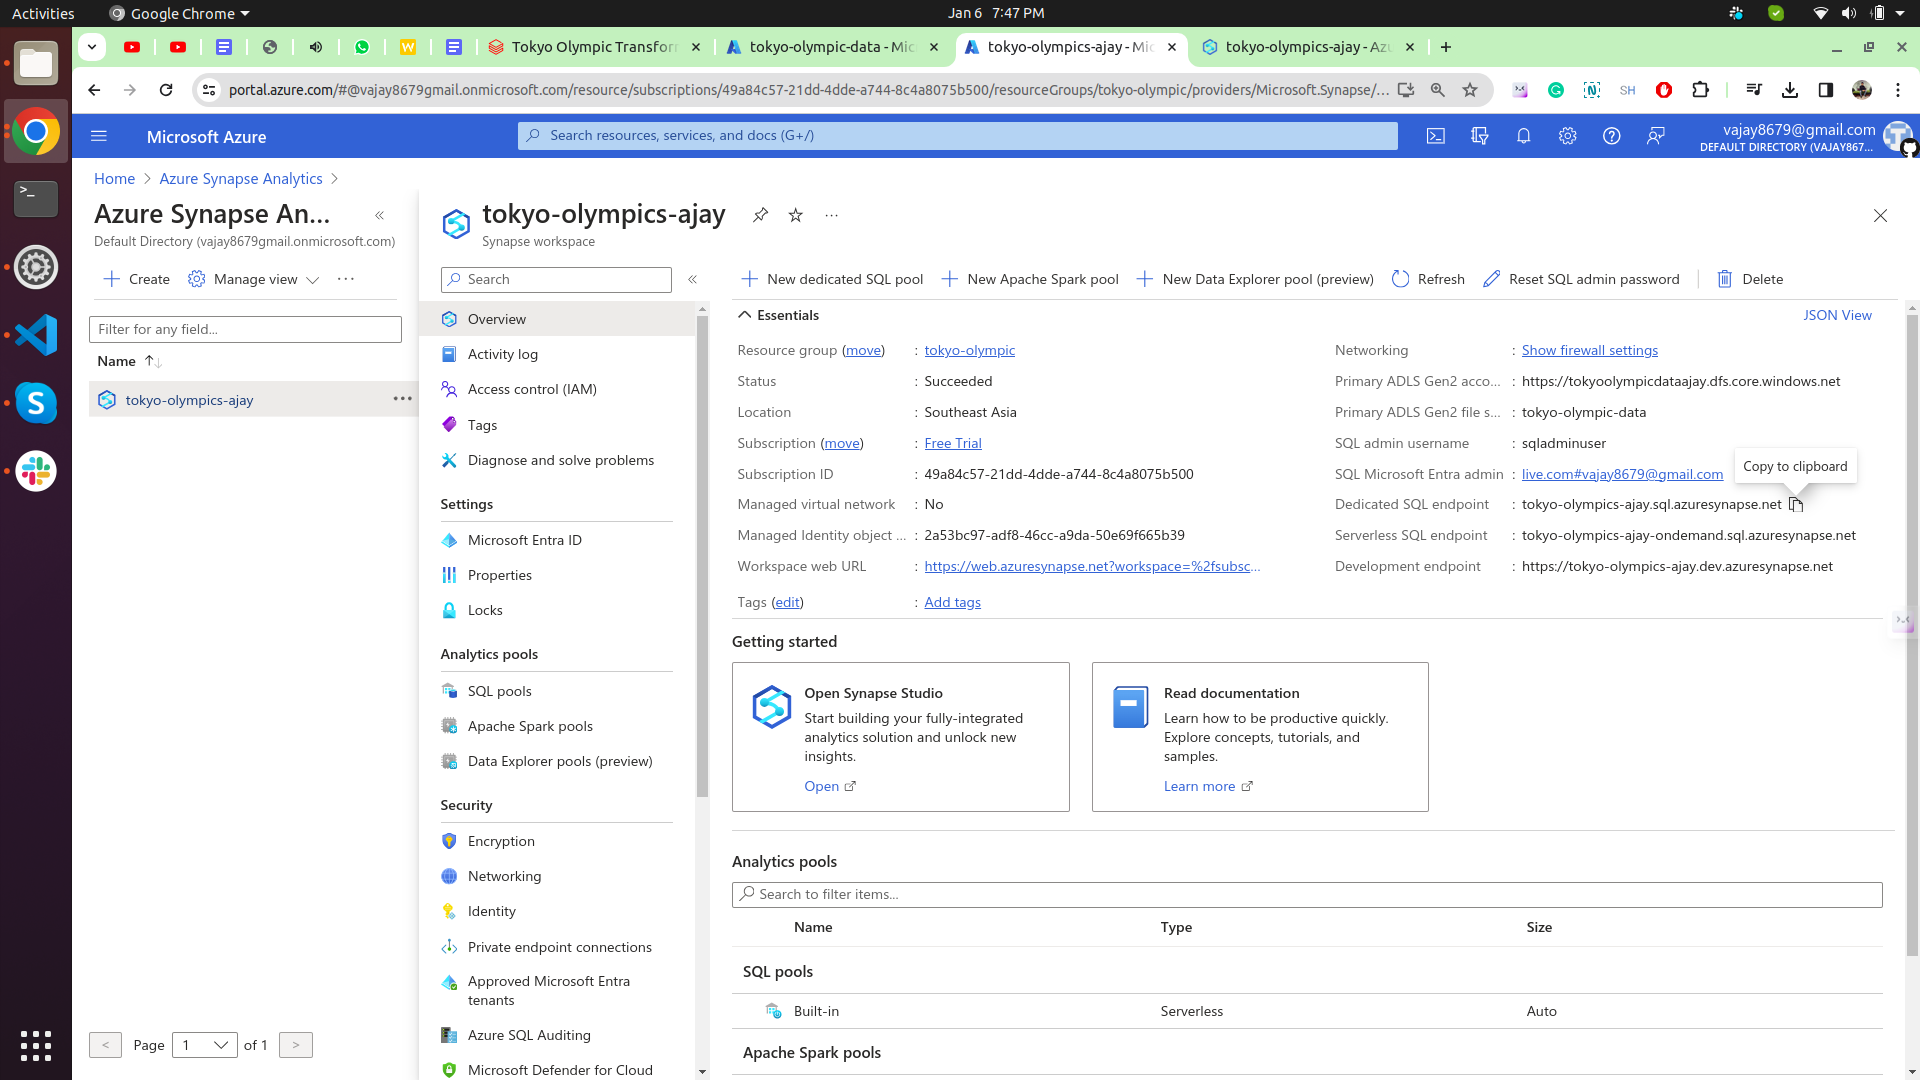 Activities
Google Chrome
Jan 6 7:47 PM
Tokyo Olympic Transfor
tokyo-olympic-data - Mic
tokyo-olympics-ajay - Mic
tokyo-olympics-ajay - Azu
portal.azure.com/#@vajay8679gmail.onmicrosoft.com/resource/subscriptions/49a84c57-21dd-4dde-a744-8c4a8075b500/resourceGroups/tokyo-olympic/providers/Microsoft.Synapse/...
SH
Microsoft Azure
Search resources, services, and docs (G+/)
vajay8679@gmail.com
DEFAULT DIRECTORY (VAJAY867...
Home > Azure Synapse Analytics >
Azure Synapse An...
Default Directory (vajay8679gmail.onmicrosoft.com)
Create
Manage view
Filter for any field...
Name
tokyo-olympics-ajay
< Page 1 of 1 >
tokyo-olympics-ajay
Synapse workspace
Search
Overview
Activity log
Access control (IAM)
Tags
Diagnose and solve problems
Settings
Microsoft Entra ID
Properties
Locks
Analytics pools
SQL pools
Apache Spark pools
Data Explorer pools (preview)
Security
Encryption
Networking
Identity
Private endpoint connections
Approved Microsoft Entra
tenants
Azure SQL Auditing
Microsoft Defender for Cloud
New dedicated SQL pool
New Apache Spark pool
New Data Explorer pool (preview)
Refresh
Reset SQL admin password
Delete
Essentials
JSON View
Resource group (move) : tokyo-olympic
Status : Succeeded
Location : Southeast Asia
Subscription (move) : Free Trial
Subscription ID : 49a84c57-21dd-4dde-a744-8c4a8075b500
Managed virtual network : No
Managed Identity object ... : 2a53bc97-adf8-46cc-a9da-50e69f665b39
Workspace web URL : https://web.azuresynapse.net?workspace=%2fsubsc...
Tags (edit) : Add tags
Networking : Show firewall settings
Primary ADLS Gen2 acco... : https://tokyoolympicdataajay.dfs.core.windows.net
Primary ADLS Gen2 file s... : tokyo-olympic-data
SQL admin username : sqladminuser
SQL Microsoft Entra admin : live.com#vajay8679@gmail.com
Copy to clipboard
Dedicated SQL endpoint : tokyo-olympics-ajay.sql.azuresynapse.net
Serverless SQL endpoint : tokyo-olympics-ajay-ondemand.sql.azuresynapse.net
Development endpoint : https://tokyo-olympics-ajay.dev.azuresynapse.net
Getting started
Open Synapse Studio
Start building your fully-integrated
analytics solution and unlock new
insights.
Open
Read documentation
Learn how to be productive quickly.
Explore concepts, tutorials, and
samples.
Learn more
Analytics pools
Search to filter items...
Name Type Size
SQL pools
Built-in Serverless Auto
Apache Spark pools